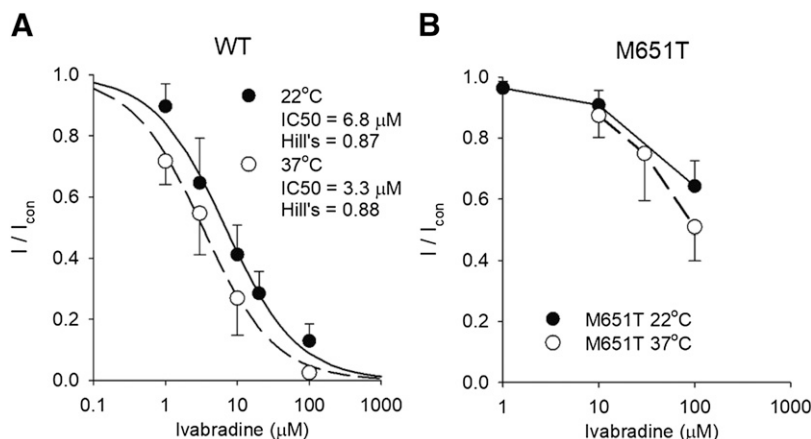 A
WT
I / Icon
1.0
0.8
0.6
0.4
0.2
0.0
22°C
IC50 = 6.8 μM
Hill's = 0.87
37°C
IC50 = 3.3 μM
Hill's = 0.88
0.1 1 10 100 1000
Ivabradine (μM)
B
M651T
I / Icon
1.0
0.8
0.6
0.4
0.2
0.0
M651T 22°C
M651T 37°C
1 10 100 1000
Ivabradine (μM)